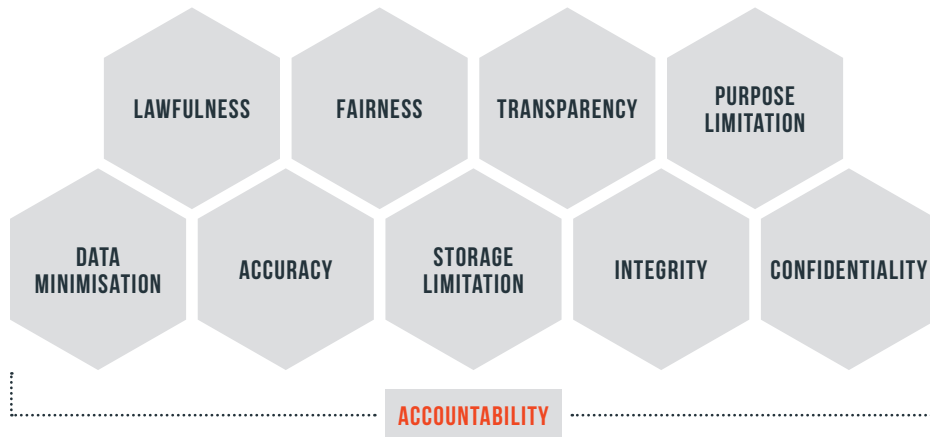 LAWFULNESS
FAIRNESS
TRANSPARENCY
PURPOSE
LIMITATION
DATA
MINIMISATION
ACCURACY
STORAGE
LIMITATION
INTEGRITY
CONFIDENTIALITY
ACCOUNTABILITY